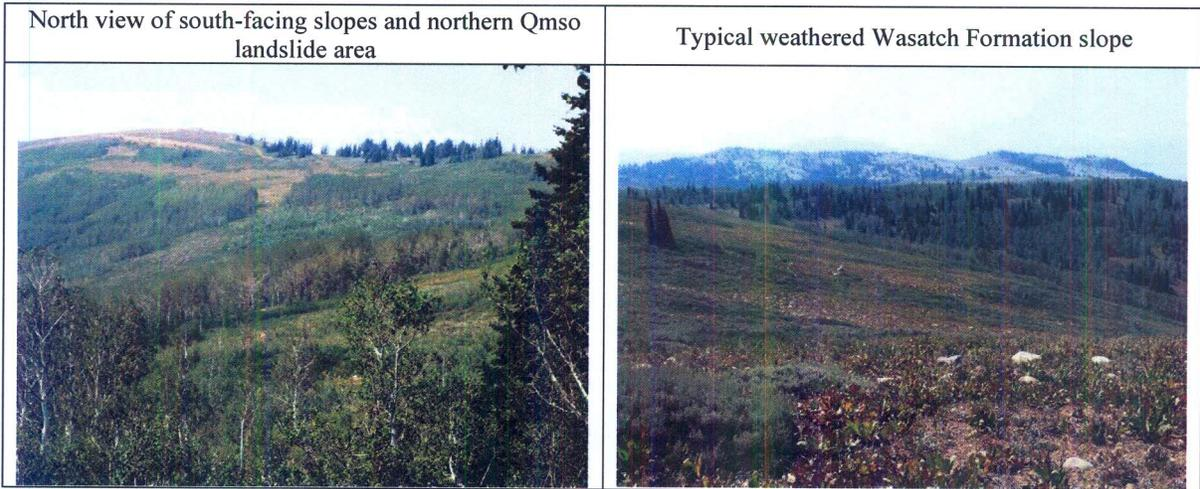 North view of south-facing slopes and northern Qmso
landslide area
Typical weathered Wasatch Formation slope